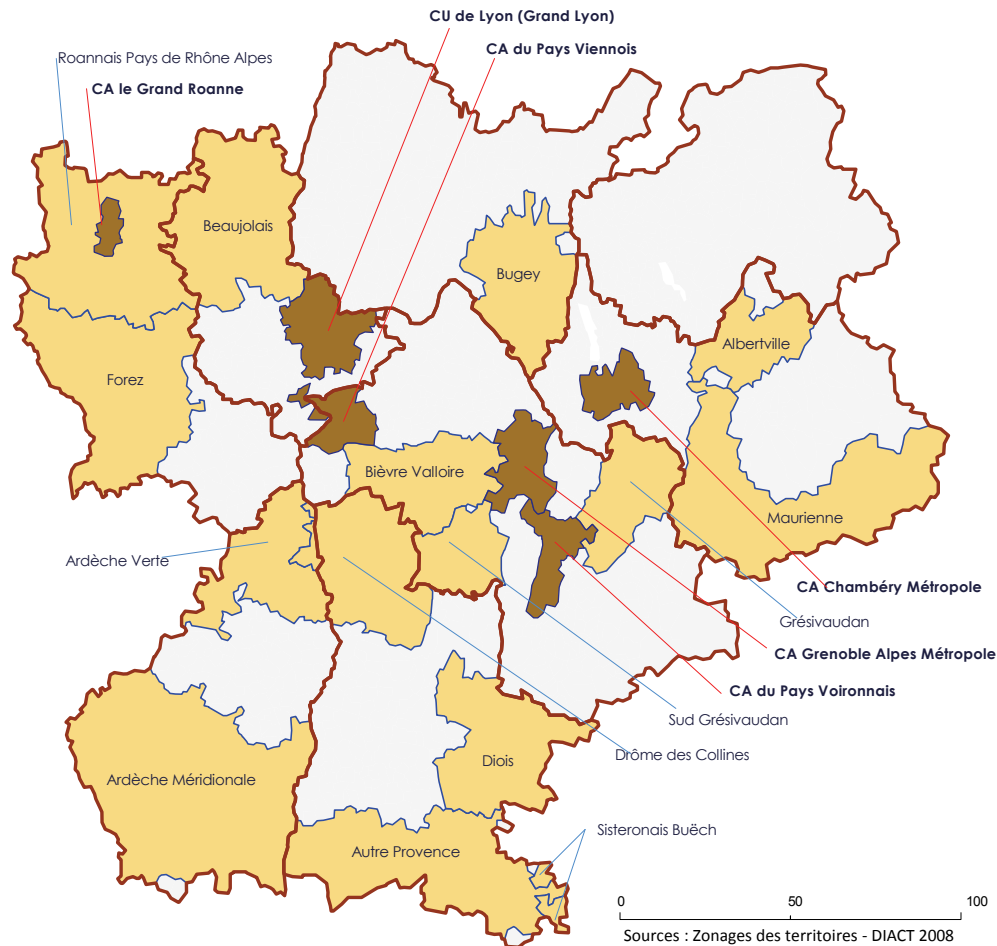 CU de Lyon (Grand Lyon)
CA du Pays Viennois
Roannais Pays de Rhône Alpes
CA le Grand Roanne
Beaujolais
Bugey
Albertville
Forez
Bièvre Valloire
Maurienne
Ardèche Verte
CA Chambéry Métropole
Grésivaudan
CA Grenoble Alpes Métropole
CA du Pays Voironnais
Sud Grésivaudan
Drôme des Collines
Diois
Ardèche Méridionale
Sisteronais Buëch
Autre Provence
0 50 100
Sources : Zonages des territoires - DIACT 2008